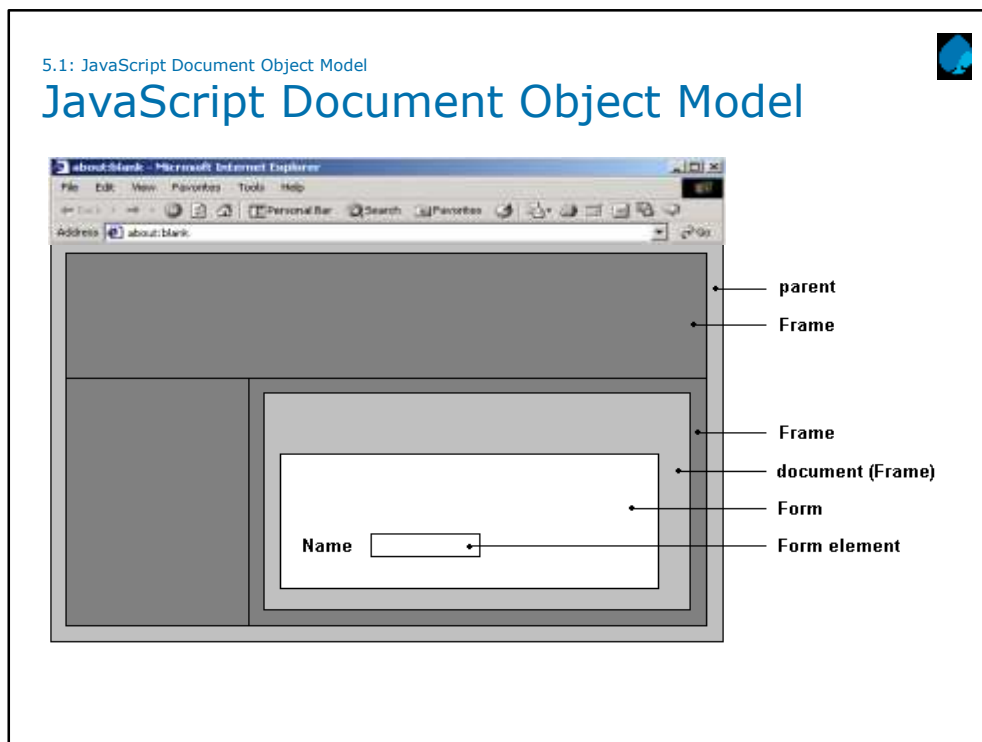 5.1: JavaScript Document Object Model
JavaScript Document Object Model
about:blank - Microsoft Internet Explorer
File Edit View Favorites Tools Help
Personal Bar Search Favorites
Address about:blank Go
parent
Frame
Frame
document (Frame)
Form
Name
Form element